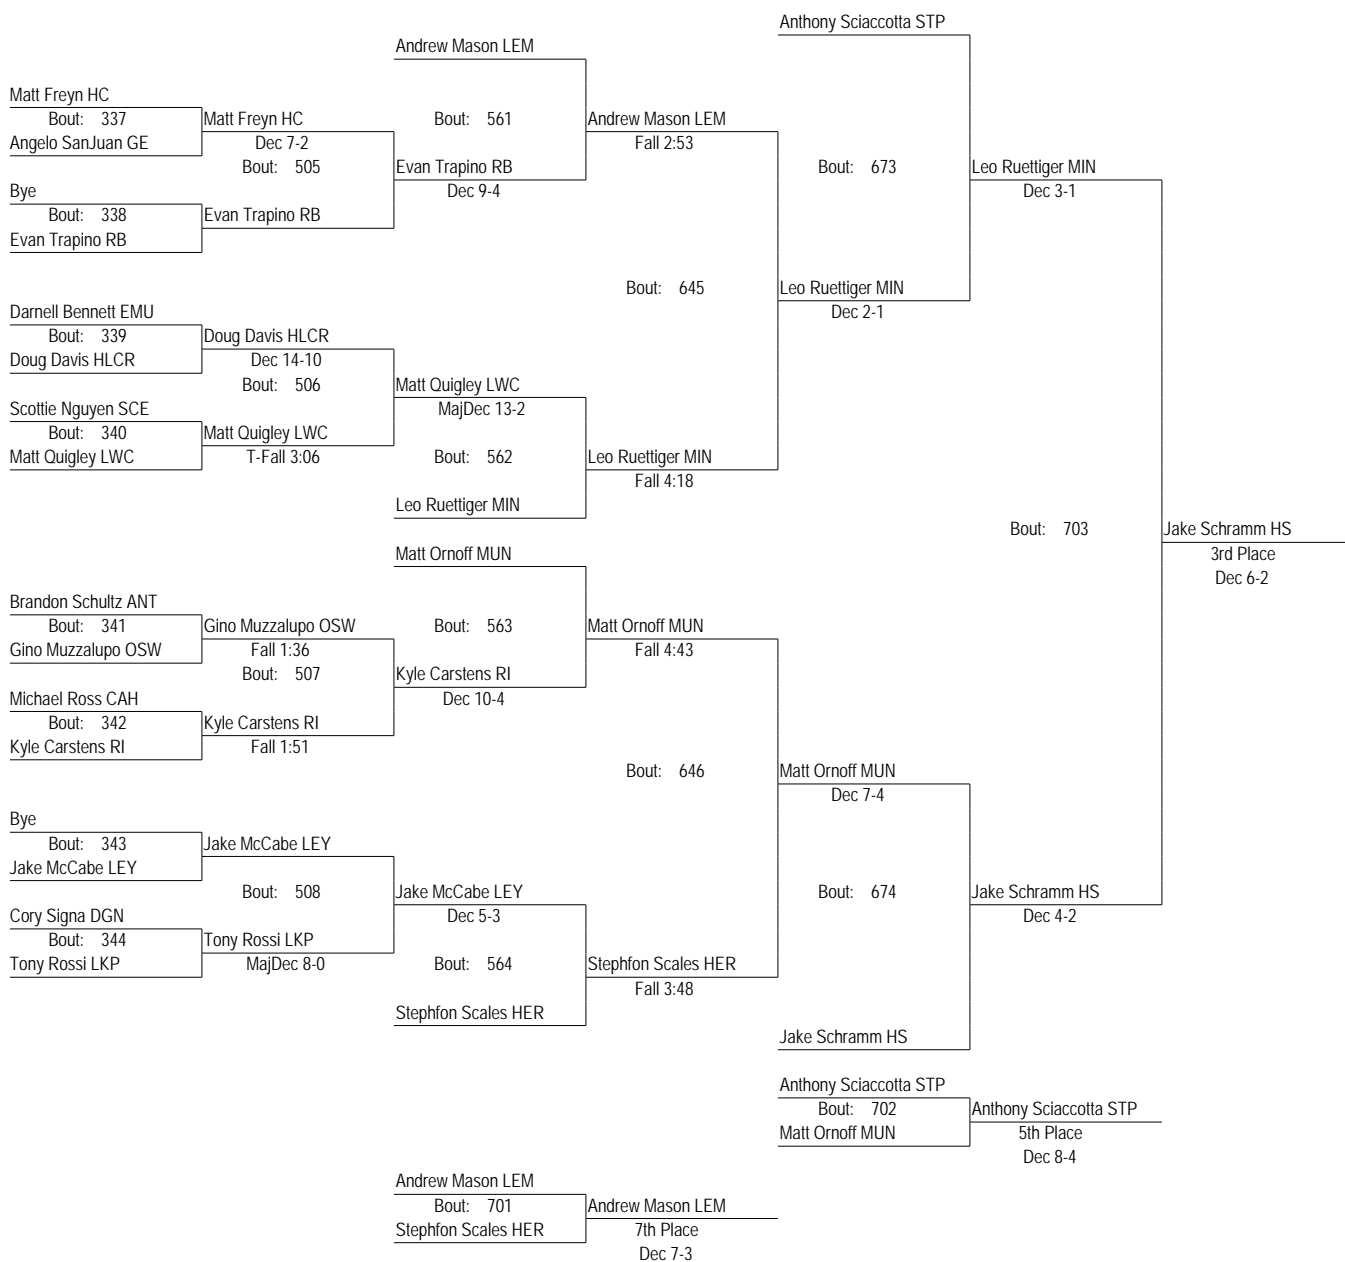 Anthony Sciaccotta STP
Andrew Mason LEM
Matt Freyn HC
Bout: 337
Matt Freyn HC
Bout: 561
Andrew Mason LEM
Angelo SanJuan GE
Dec 7-2
Fall 2:53
Bout: 505
Evan Trapino RB
Bout: 673
Leo Ruettiger MIN
Bye
Dec 9-4
Dec 3-1
Bout: 338
Evan Trapino RB
Evan Trapino RB
Bout: 645
Leo Ruettiger MIN
Darnell Bennett EMU
Dec 2-1
Bout: 339
Doug Davis HLCR
Doug Davis HLCR
Dec 14-10
Bout: 506
Matt Quigley LWC
Scottie Nguyen SCE
MajDec 13-2
Bout: 340
Matt Quigley LWC
Matt Quigley LWC
T-Fall 3:06
Bout: 562
Leo Ruettiger MIN
Fall 4:18
Leo Ruettiger MIN
Bout: 703
Jake Schramm HS
Matt Ornoff MUN
3rd Place
Dec 6-2
Brandon Schultz ANT
Bout: 341
Gino Muzzalupo OSW
Bout: 563
Matt Ornoff MUN
Gino Muzzalupo OSW
Fall 1:36
Fall 4:43
Bout: 507
Kyle Carstens RI
Michael Ross CAH
Dec 10-4
Bout: 342
Kyle Carstens RI
Kyle Carstens RI
Fall 1:51
Bout: 646
Matt Ornoff MUN
Dec 7-4
Bye
Bout: 343
Jake McCabe LEY
Jake McCabe LEY
Bout: 508
Jake McCabe LEY
Bout: 674
Jake Schramm HS
Cory Signa DGN
Dec 5-3
Dec 4-2
Bout: 344
Tony Rossi LKP
Tony Rossi LKP
MajDec 8-0
Bout: 564
Stephfon Scales HER
Fall 3:48
Stephfon Scales HER
Jake Schramm HS
Anthony Sciaccotta STP
Bout: 702
Anthony Sciaccotta STP
Matt Ornoff MUN
5th Place
Dec 8-4
Andrew Mason LEM
Bout: 701
Andrew Mason LEM
Stephfon Scales HER
7th Place
Dec 7-3